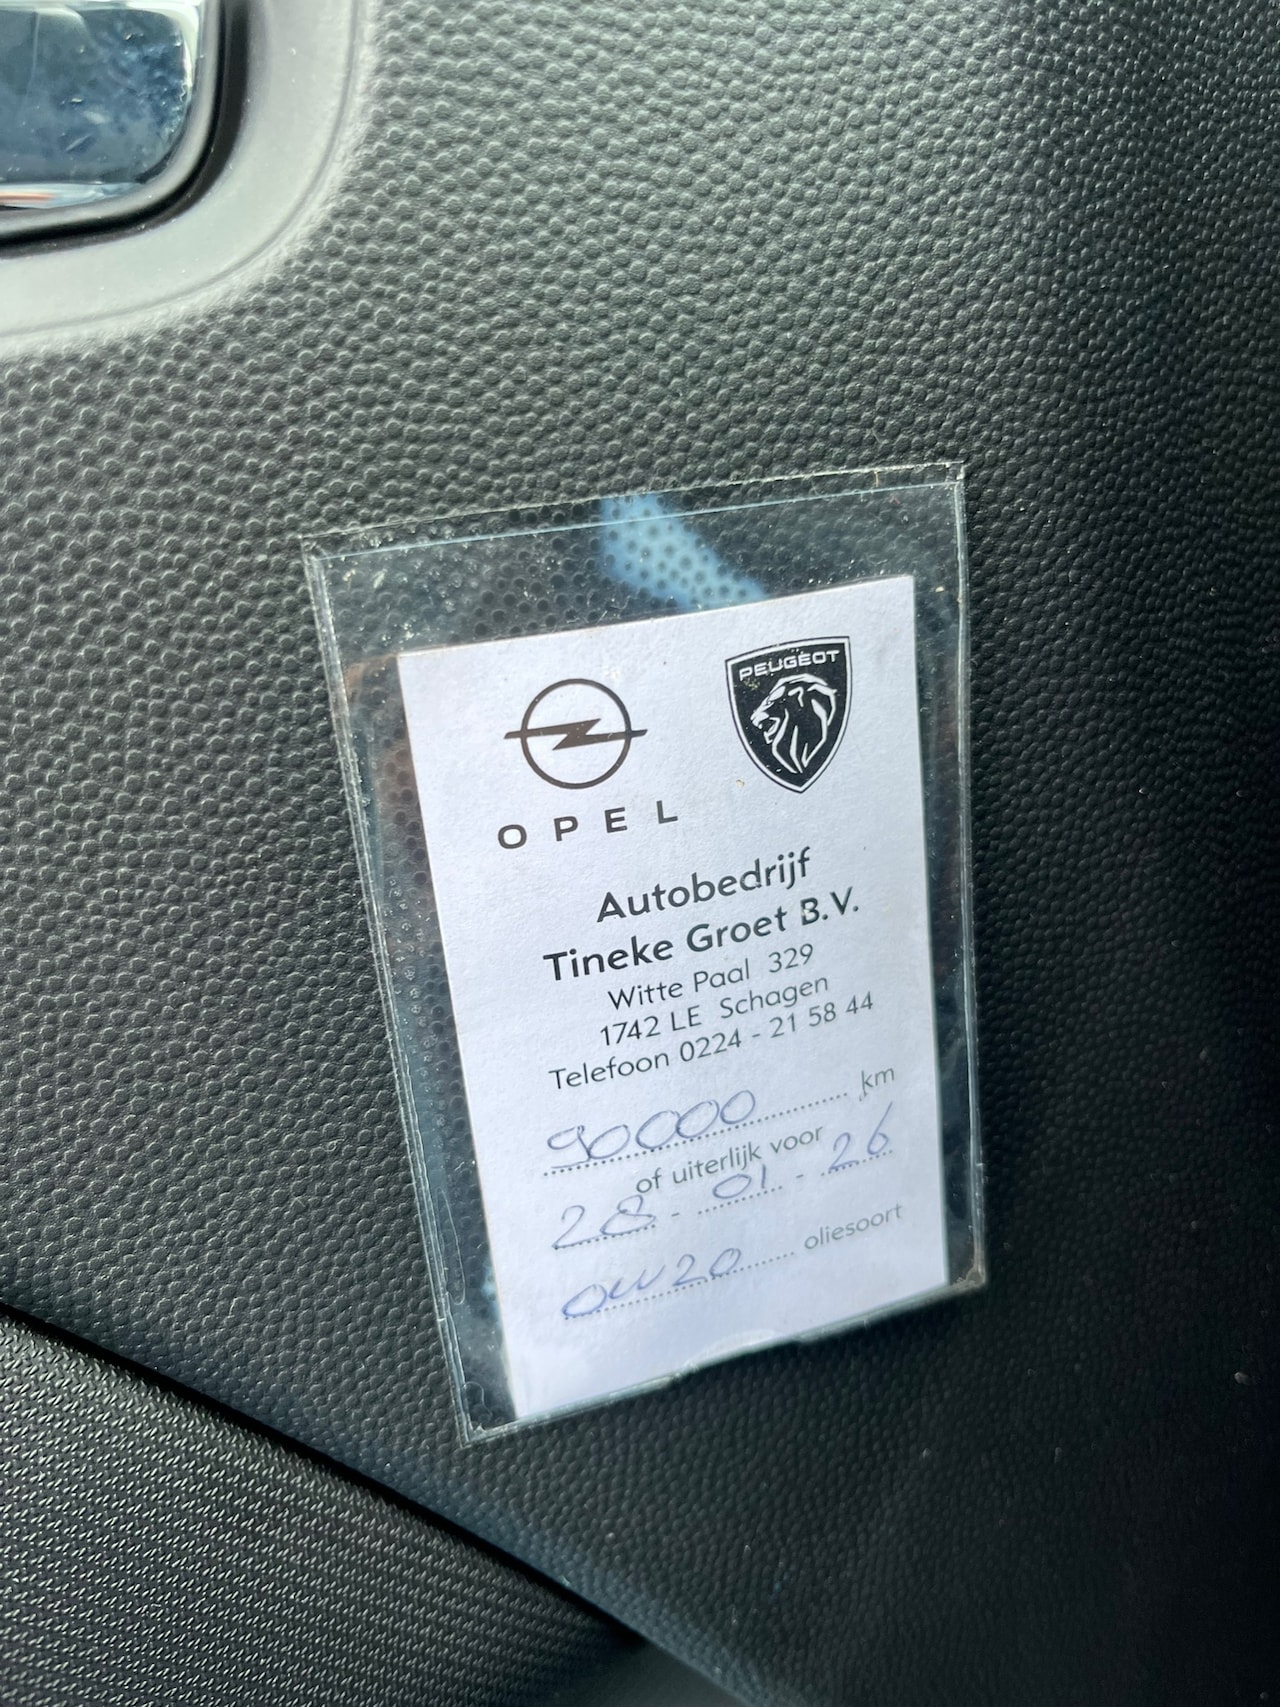 PEUGEOT
OPEL
Autobedrijf
Tineke Groet B.V.
Witte Paal 329
1742 LE Schagen
Telefoon 0224 - 21 58 44
90000 km
of uiterlijk voor
28 - 01 - 26
0W20 oliesoort